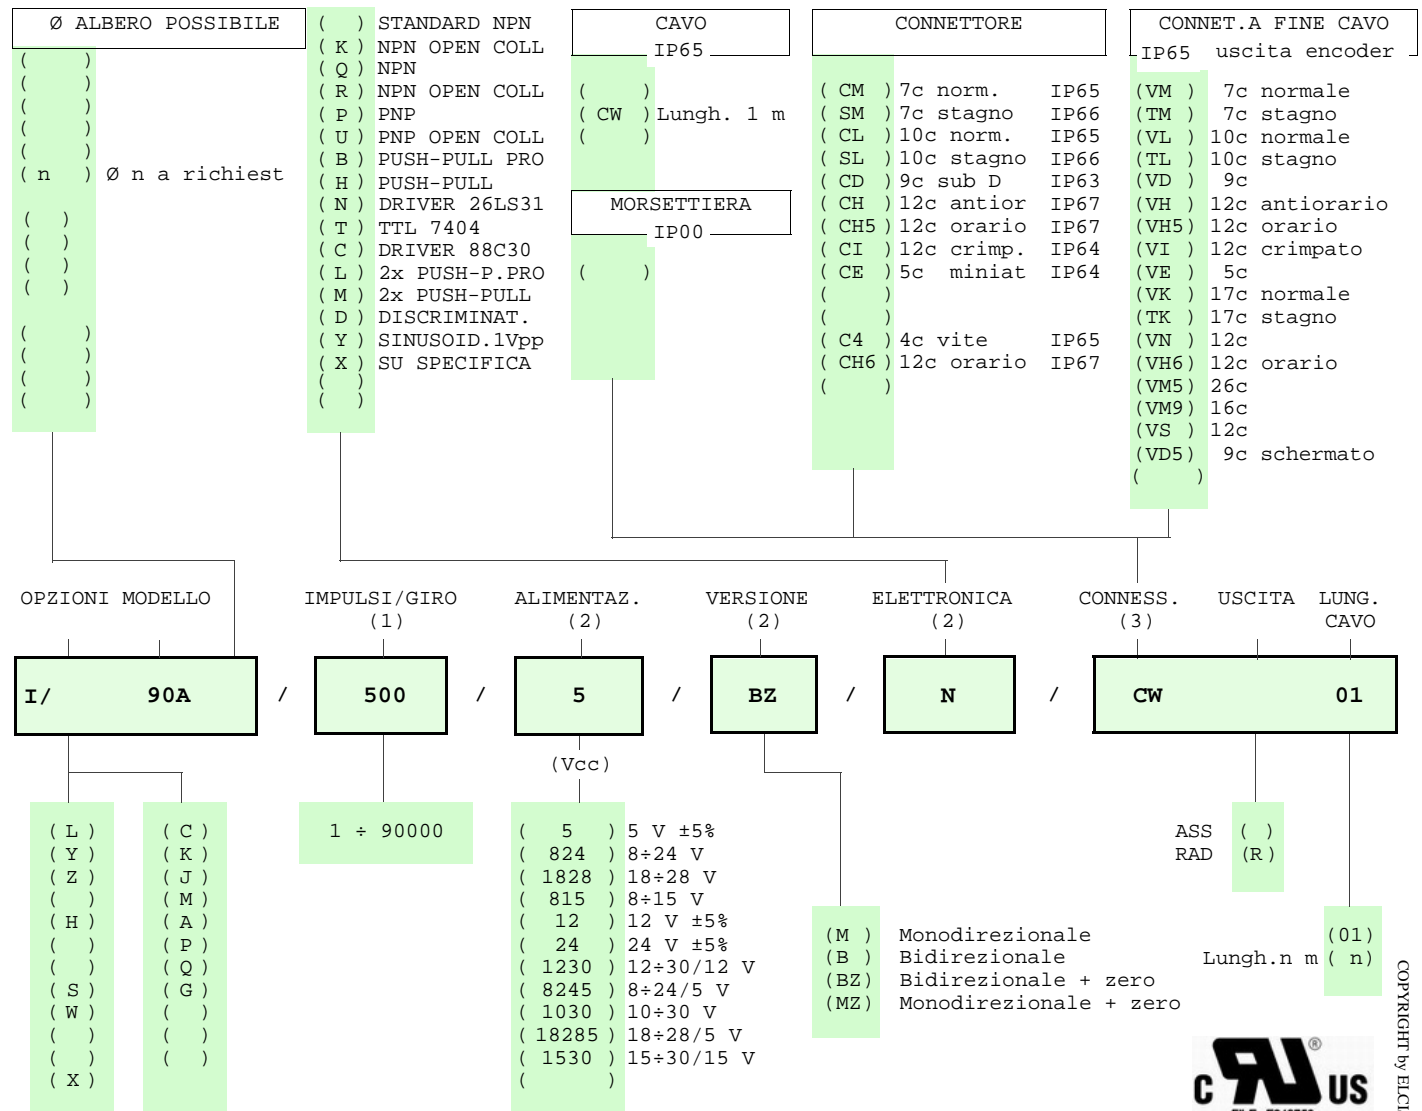 Ø ALBERO POSSIBILE
( )
( )
( )
( )
( )
( n ) Ø n a richiest
( )
( )
( )
( )
( )
( )
( )
( )
( ) STANDARD NPN
( K ) NPN OPEN COLL
( Q ) NPN
( R ) NPN OPEN COLL
( P ) PNP
( U ) PNP OPEN COLL
( B ) PUSH-PULL PRO
( H ) PUSH-PULL
( N ) DRIVER 26LS31
( T ) TTL 7404
( C ) DRIVER 88C30
( L ) 2x PUSH-P.PRO
( M ) 2x PUSH-PULL
( D ) DISCRIMINAT.
( Y ) SINUSOID.1Vpp
( X ) SU SPECIFICA
( )
( )
CAVO
IP65
( )
( CW ) Lungh. 1 m
( )
MORSETTIERA
IP00
( )
CONNETTORE
( CM ) 7c norm. IP65
( SM ) 7c stagno IP66
( CL ) 10c norm. IP65
( SL ) 10c stagno IP66
( CD ) 9c sub D IP63
( CH ) 12c antior IP67
( CH5 ) 12c orario IP67
( CI ) 12c crimp. IP64
( CE ) 5c miniat IP64
( )
( )
( C4 ) 4c vite IP65
( CH6 ) 12c orario IP67
( )
CONNET.A FINE CAVO
IP65 uscita encoder
(VM ) 7c normale
(TM ) 7c stagno
(VL ) 10c normale
(TL ) 10c stagno
(VD ) 9c
(VH ) 12c antiorario
(VH5) 12c orario
(VI ) 12c crimpato
(VE ) 5c
(VK ) 17c normale
(TK ) 17c stagno
(VN ) 12c
(VH6) 12c orario
(VM5) 26c
(VM9) 16c
(VS ) 12c
(VD5) 9c schermato
( )
OPZIONI MODELLO IMPULSI/GIRO ALIMENTAZ. VERSIONE ELETTRONICA CONNESS. USCITA LUNG.
(1) (2) (2) (2) (3) CAVO
I/ 90A / 500 / 5 / BZ / N / CW 01
(Vcc)
( L )
( Y )
( Z )
( )
( H )
( )
( )
( S )
( W )
( )
( )
( X )
( C )
( K )
( J )
( M )
( A )
( P )
( Q )
( G )
( )
( )
( )
1 ÷ 90000
( 5 ) 5 V ±5%
( 824 ) 8÷24 V
( 1828 ) 18÷28 V
( 815 ) 8÷15 V
( 12 ) 12 V ±5%
( 24 ) 24 V ±5%
( 1230 ) 12÷30/12 V
( 8245 ) 8÷24/5 V
( 1030 ) 10÷30 V
( 18285 ) 18÷28/5 V
( 1530 ) 15÷30/15 V
( )
(M ) Monodirezionale
(B ) Bidirezionale
(BZ) Bidirezionale + zero
(MZ) Monodirezionale + zero
ASS ( )
RAD (R)
(01)
Lungh.n m ( n)
COPYRIGHT by ELCI
C RU ® US